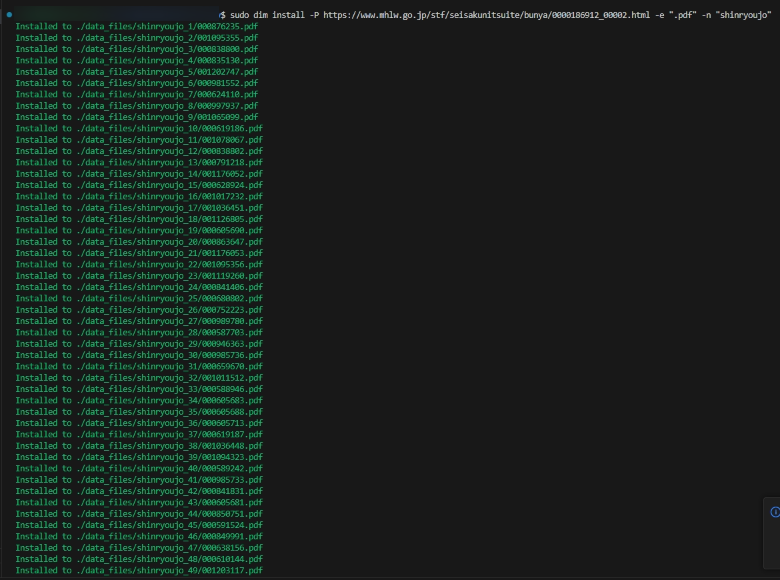 $ sudo dim install -P https://www.mhlw.go.jp/stf/seisakunitsuite/bunya/0000186912_00002.html -e ".pdf" -n "shinryoujo"
Installed to ./data_files/shinryoujo_1/000876235.pdf
Installed to ./data_files/shinryoujo_2/001095355.pdf
Installed to ./data_files/shinryoujo_3/000838800.pdf
Installed to ./data_files/shinryoujo_4/000835130.pdf
Installed to ./data_files/shinryoujo_5/001202747.pdf
Installed to ./data_files/shinryoujo_6/000981552.pdf
Installed to ./data_files/shinryoujo_7/000624110.pdf
Installed to ./data_files/shinryoujo_8/000997937.pdf
Installed to ./data_files/shinryoujo_9/001065099.pdf
Installed to ./data_files/shinryoujo_10/000619186.pdf
Installed to ./data_files/shinryoujo_11/001078067.pdf
Installed to ./data_files/shinryoujo_12/000838802.pdf
Installed to ./data_files/shinryoujo_13/000791218.pdf
Installed to ./data_files/shinryoujo_14/001176052.pdf
Installed to ./data_files/shinryoujo_15/000628924.pdf
Installed to ./data_files/shinryoujo_16/001017232.pdf
Installed to ./data_files/shinryoujo_17/001036451.pdf
Installed to ./data_files/shinryoujo_18/001126805.pdf
Installed to ./data_files/shinryoujo_19/000605690.pdf
Installed to ./data_files/shinryoujo_20/000863647.pdf
Installed to ./data_files/shinryoujo_21/001176053.pdf
Installed to ./data_files/shinryoujo_22/001095356.pdf
Installed to ./data_files/shinryoujo_23/001119260.pdf
Installed to ./data_files/shinryoujo_24/000841406.pdf
Installed to ./data_files/shinryoujo_25/000680802.pdf
Installed to ./data_files/shinryoujo_26/000752223.pdf
Installed to ./data_files/shinryoujo_27/000989780.pdf
Installed to ./data_files/shinryoujo_28/000587703.pdf
Installed to ./data_files/shinryoujo_29/000946363.pdf
Installed to ./data_files/shinryoujo_30/000985736.pdf
Installed to ./data_files/shinryoujo_31/000659670.pdf
Installed to ./data_files/shinryoujo_32/001011512.pdf
Installed to ./data_files/shinryoujo_33/000588946.pdf
Installed to ./data_files/shinryoujo_34/000605683.pdf
Installed to ./data_files/shinryoujo_35/000605688.pdf
Installed to ./data_files/shinryoujo_36/000605713.pdf
Installed to ./data_files/shinryoujo_37/000619187.pdf
Installed to ./data_files/shinryoujo_38/001036448.pdf
Installed to ./data_files/shinryoujo_39/001094323.pdf
Installed to ./data_files/shinryoujo_40/000589242.pdf
Installed to ./data_files/shinryoujo_41/000985733.pdf
Installed to ./data_files/shinryoujo_42/000841831.pdf
Installed to ./data_files/shinryoujo_43/000605681.pdf
Installed to ./data_files/shinryoujo_44/000850751.pdf
Installed to ./data_files/shinryoujo_45/000591524.pdf
Installed to ./data_files/shinryoujo_46/000849991.pdf
Installed to ./data_files/shinryoujo_47/000638156.pdf
Installed to ./data_files/shinryoujo_48/000610144.pdf
Installed to ./data_files/shinryoujo_49/001203117.pdf